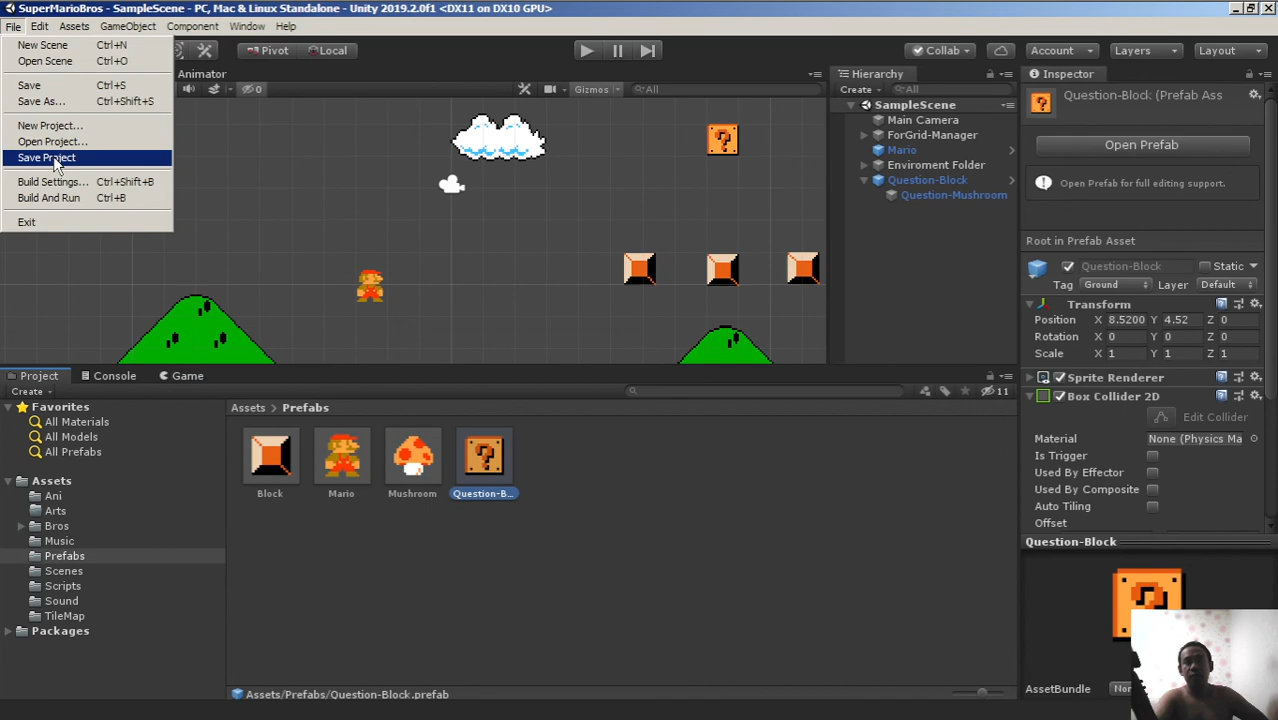 SuperMarioBros - SampleScene - PC, Mac & Linux Standalone - Unity 2019.2.0f1 <DX11 on DX10 GPU>
File Edit Assets GameObject Component Window Help
New Scene Ctrl+N
Open Scene Ctrl+O
Save Ctrl+S
Save As... Ctrl+Shift+S
New Project...
Open Project...
Save Project
Build Settings... Ctrl+Shift+B
Build And Run Ctrl+B
Exit
Pivot Local
Collab Account Layers Layout
Animator
0 Gizmos All
Hierarchy
Create All
SampleScene
Main Camera
ForGrid-Manager
Mario
Enviroment Folder
Question-Block
Question-Mushroom
Inspector
Question-Block: (Prefab Ass
Open Prefab
Open Prefab for full editing support.
Root in Prefab Asset
Question-Block Static
Tag Ground Layer Default
Transform
Position X 8.5200 Y 4.52 Z 0
Rotation X 0 Y 0 Z 0
Scale X 1 Y 1 Z 1
Sprite Renderer
Box Collider 2D
Edit Collider
Material None (Physics Ma
Is Trigger
Used By Effector
Used By Composite
Auto Tiling
Offset
Question-Block
AssetBundle
Project Console Game
Create 11
Favorites
All Materials
All Models
All Prefabs
Assets
Ani
Arts
Bros
Music
Prefabs
Scenes
Scripts
Sound
TileMap
Packages
Assets > Prefabs
Block Mario Mushroom Question-B...
Assets/Prefabs/Question-Block.prefab